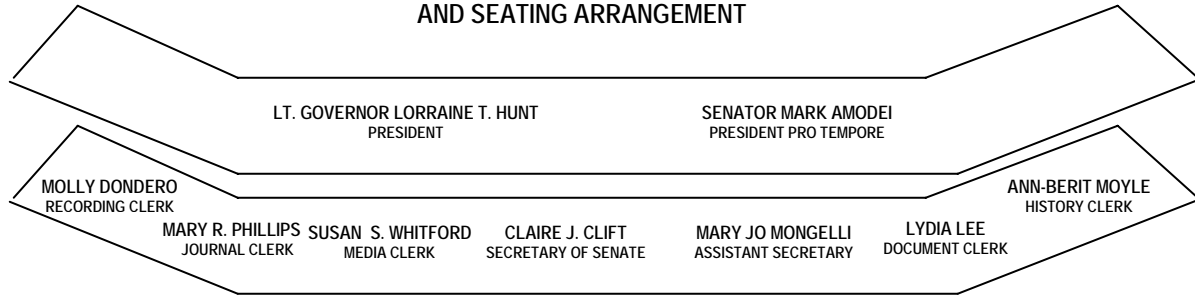 AND SEATING ARRANGEMENT
LT. GOVERNOR LORRAINE T. HUNT
PRESIDENT
SENATOR MARK AMODEI
PRESIDENT PRO TEMPORE
MOLLY DONDERO
RECORDING CLERK
MARY R. PHILLIPS
JOURNAL CLERK
SUSAN S. WHITFORD
MEDIA CLERK
CLAIRE J. CLIFT
SECRETARY OF SENATE
MARY JO MONGELLI
ASSISTANT SECRETARY
LYDIA LEE
DOCUMENT CLERK
ANN-BERIT MOYLE
HISTORY CLERK